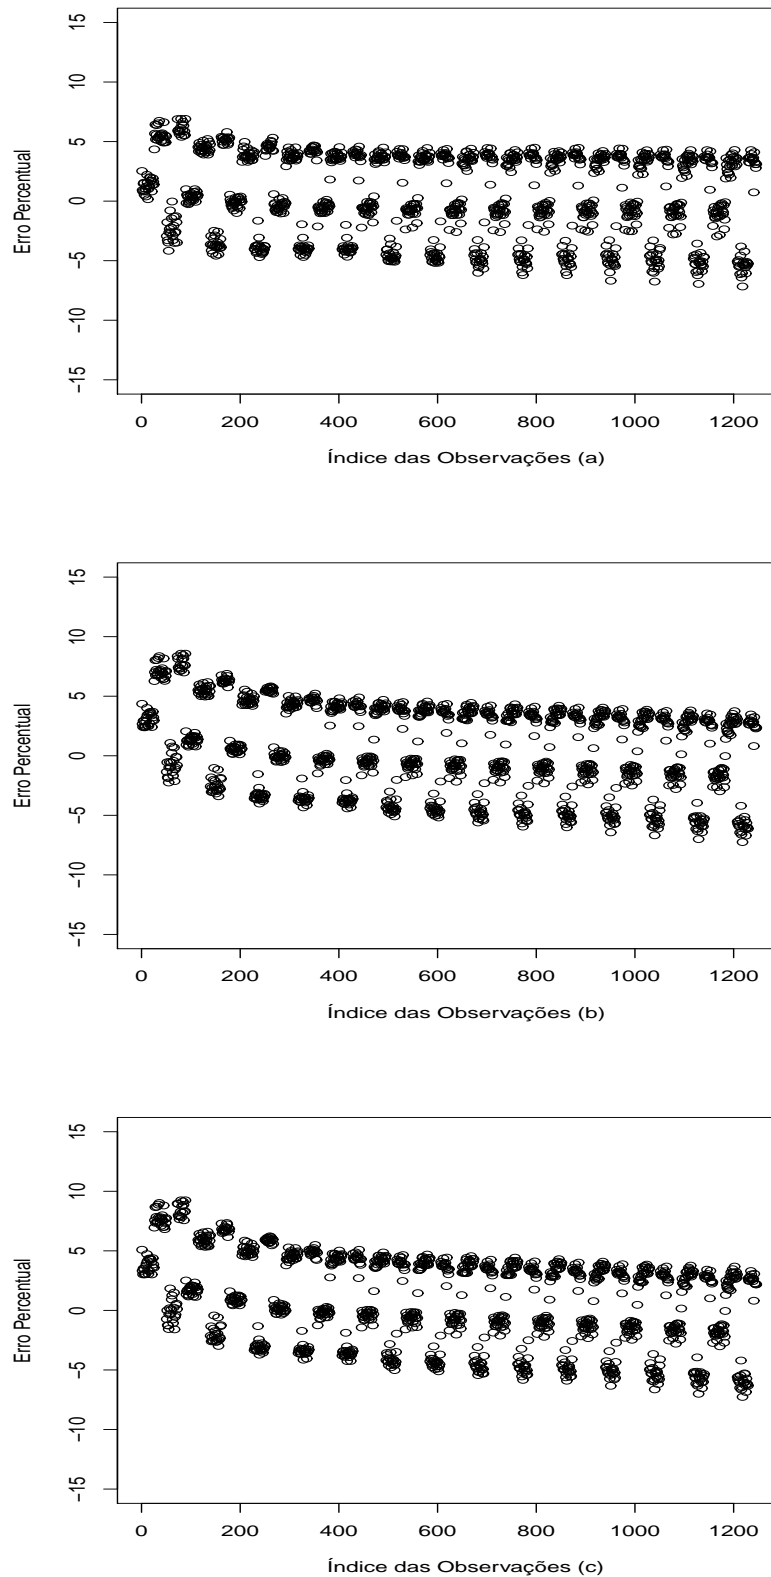 15
10
5
0
−5
−10
−15
Erro Percentual
0 200 400 600 800 1000 1200
Índice das Observações (a)
15
10
5
0
−5
−10
−15
Erro Percentual
0 200 400 600 800 1000 1200
Índice das Observações (b)
15
10
5
0
−5
−10
−15
Erro Percentual
0 200 400 600 800 1000 1200
Índice das Observações (c)